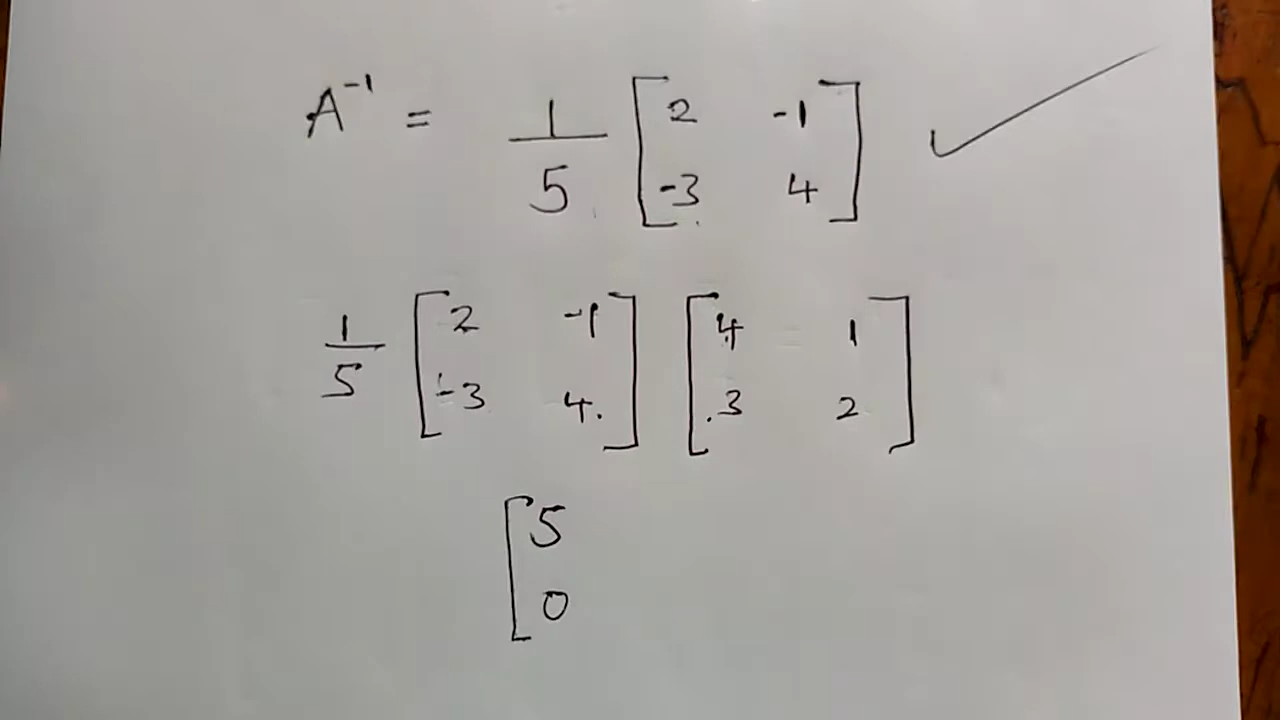 A⁻¹ = 1/5 [2 -1; -3 4] ✓
1/5 [2 -1; -3 4] [4 1; 3 2]
[5; 0